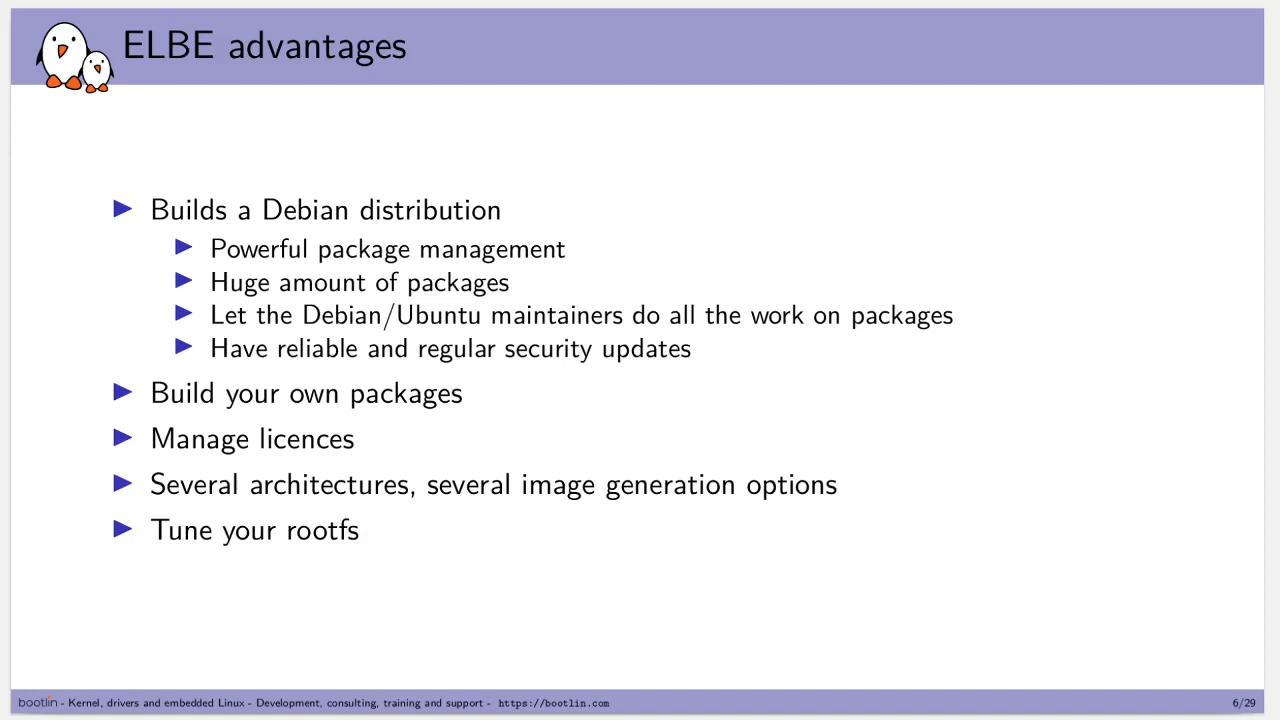 ELBE advantages
Builds a Debian distribution
Powerful package management
Huge amount of packages
Let the Debian/Ubuntu maintainers do all the work on packages
Have reliable and regular security updates
Build your own packages
Manage licences
Several architectures, several image generation options
Tune your rootfs
bootlin - Kernel, drivers and embedded Linux - Development, consulting, training and support - https://bootlin.com 6/29